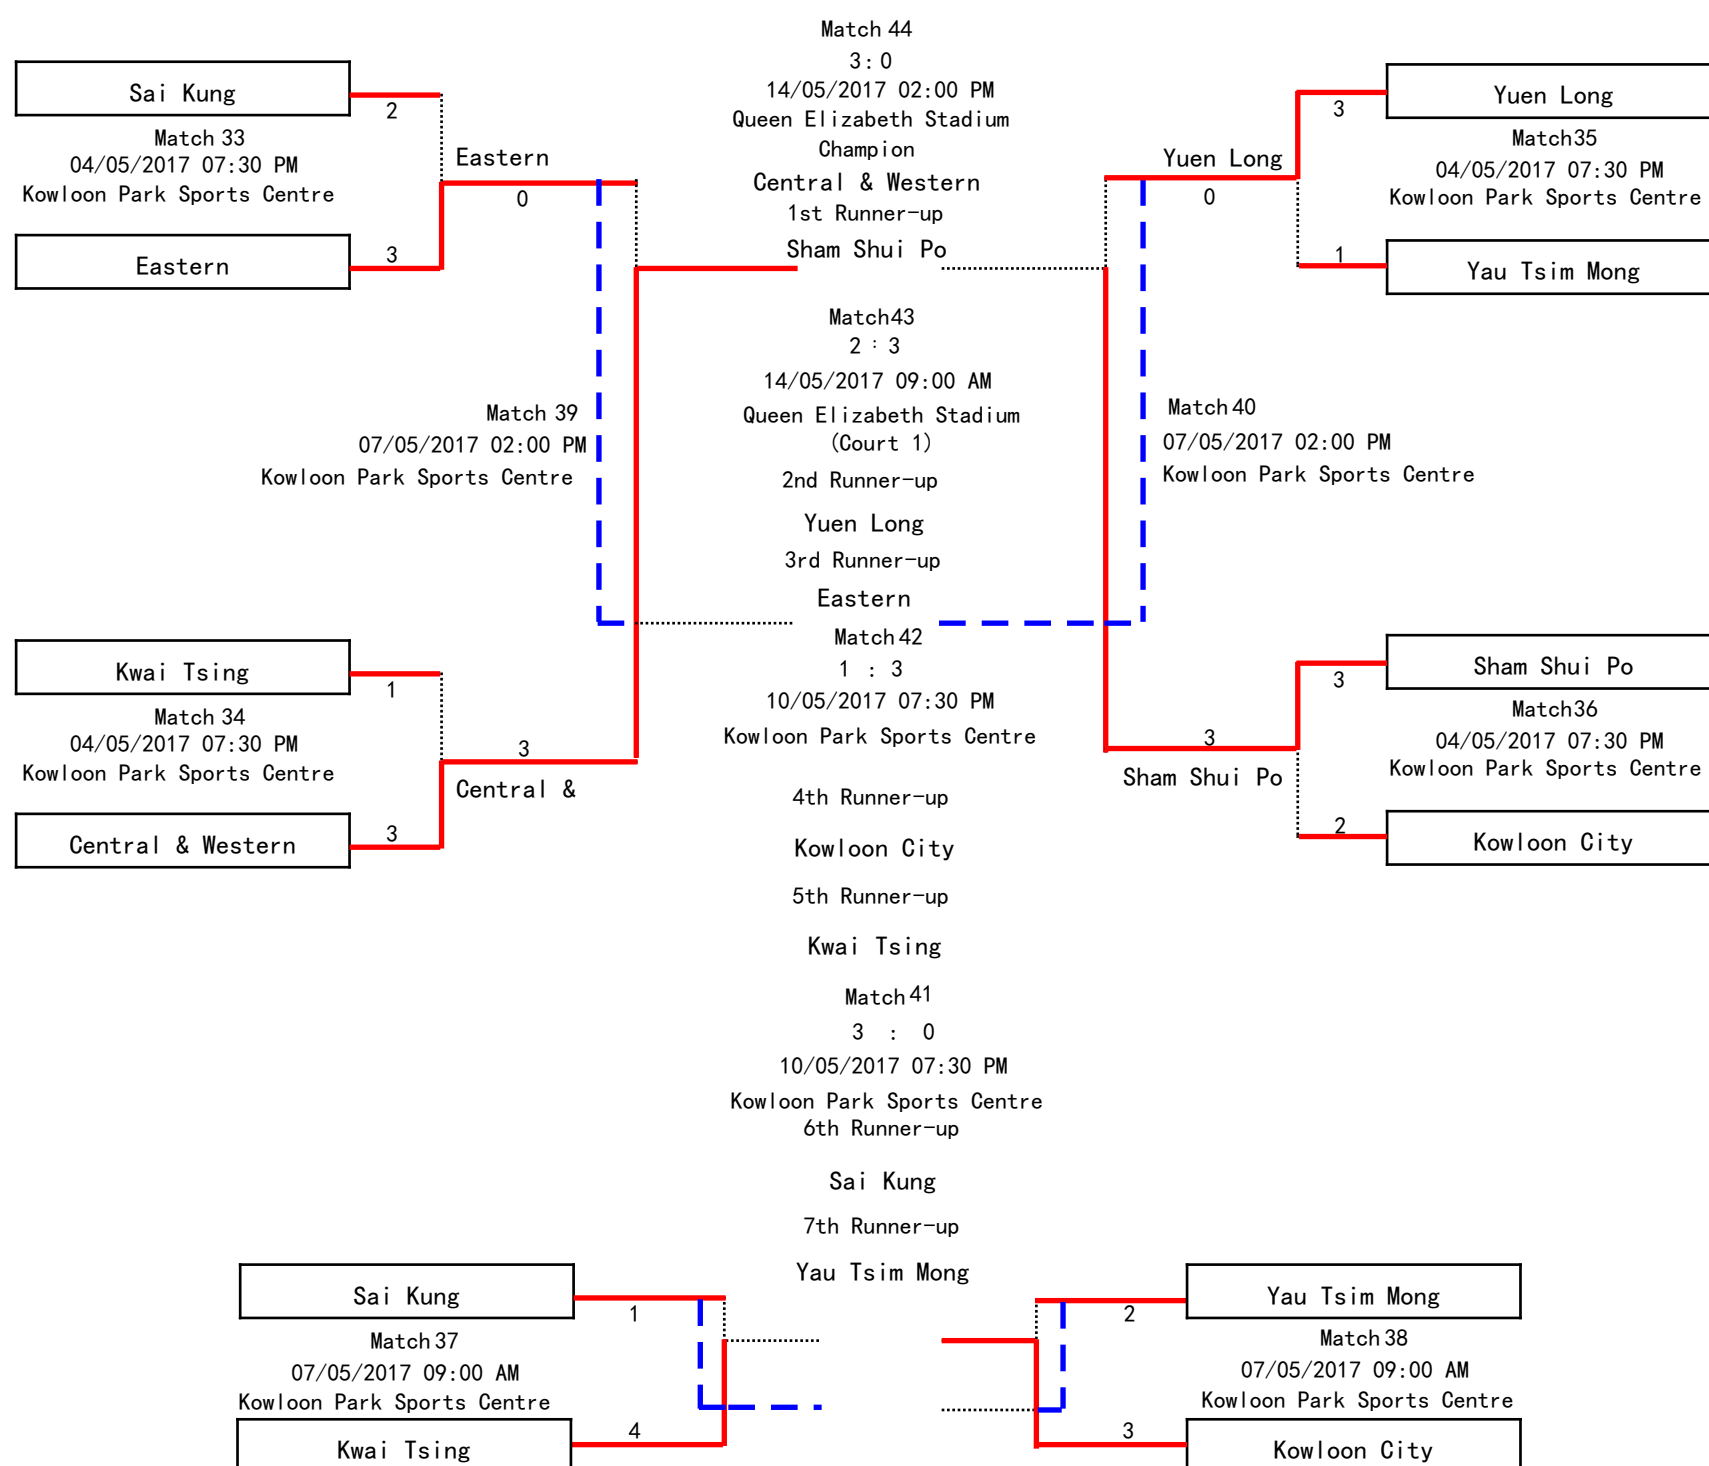 Match 44
3:0
14/05/2017 02:00 PM
Queen Elizabeth Stadium
Champion
Central & Western
1st Runner-up
Sham Shui Po
Sai Kung
2
Match 33
04/05/2017 07:30 PM
Kowloon Park Sports Centre
Eastern
3
Eastern
0
Yuen Long
0
Yuen Long
3
Match35
04/05/2017 07:30 PM
Kowloon Park Sports Centre
Yau Tsim Mong
1
Match43
2 : 3
14/05/2017 09:00 AM
Queen Elizabeth Stadium
(Court 1)
2nd Runner-up
Yuen Long
3rd Runner-up
Eastern
Match 39
07/05/2017 02:00 PM
Kowloon Park Sports Centre
Match 40
07/05/2017 02:00 PM
Kowloon Park Sports Centre
Match 42
1 : 3
10/05/2017 07:30 PM
Kowloon Park Sports Centre
Kwai Tsing
1
Match 34
04/05/2017 07:30 PM
Kowloon Park Sports Centre
Central & Western
3
3
Central &
3
Sham Shui Po
Sham Shui Po
3
Match36
04/05/2017 07:30 PM
Kowloon Park Sports Centre
Kowloon City
2
4th Runner-up
Kowloon City
5th Runner-up
Kwai Tsing
Match 41
3 : 0
10/05/2017 07:30 PM
Kowloon Park Sports Centre
6th Runner-up
Sai Kung
7th Runner-up
Yau Tsim Mong
Sai Kung
1
Match 37
07/05/2017 09:00 AM
Kowloon Park Sports Centre
Kwai Tsing
4
Yau Tsim Mong
2
Match 38
07/05/2017 09:00 AM
Kowloon Park Sports Centre
Kowloon City
3